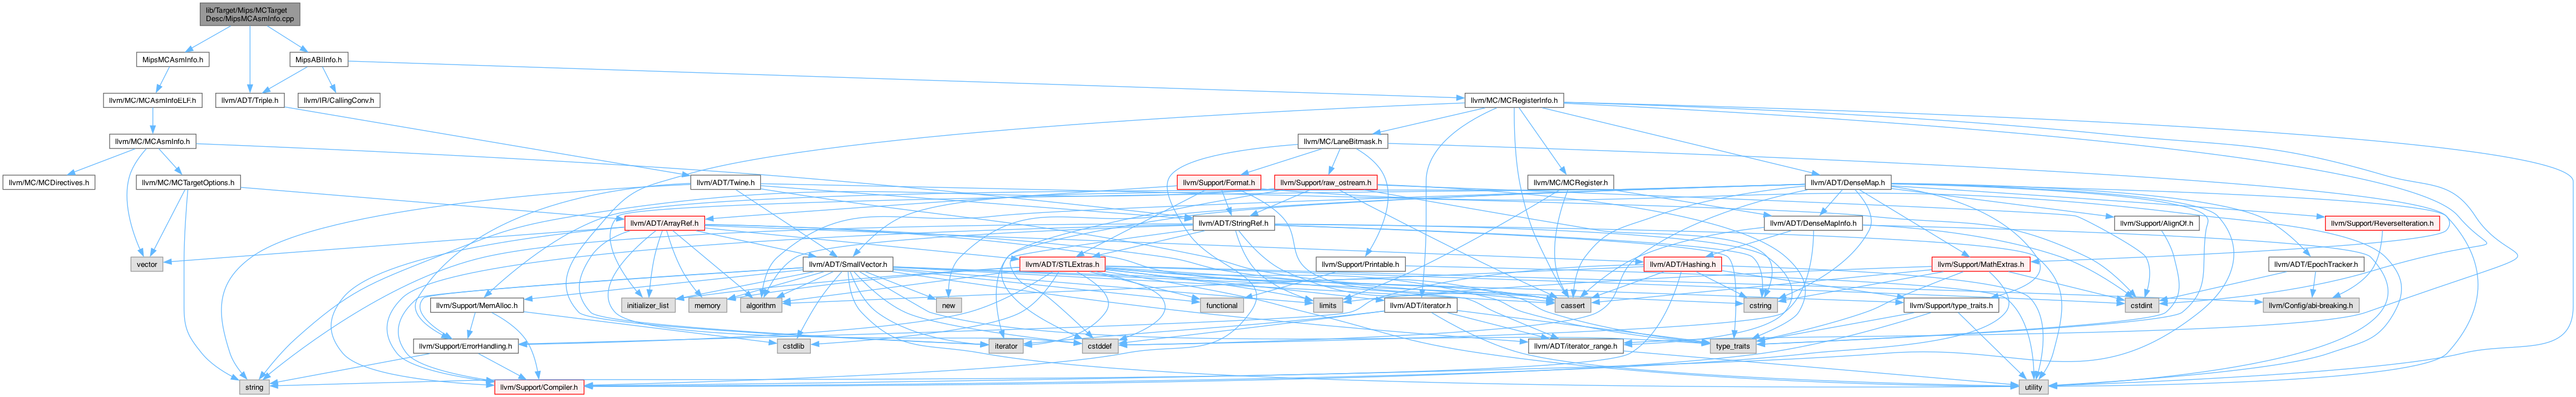 lib/Target/Mips/MCTarget
Desc/MipsMCAsmInfo.cpp
MipsMCAsmInfo.h
MipsABIInfo.h
llvm/MC/MCAsmInfoELF.h
llvm/ADT/Triple.h
llvm/IR/CallingConv.h
llvm/MC/MCRegisterInfo.h
llvm/MC/MCAsmInfo.h
llvm/MC/LaneBitmask.h
llvm/MC/MCDirectives.h
llvm/MC/MCTargetOptions.h
llvm/ADT/Twine.h
llvm/Support/Format.h
llvm/Support/raw_ostream.h
llvm/MC/MCRegister.h
llvm/ADT/DenseMap.h
llvm/ADT/ArrayRef.h
llvm/ADT/StringRef.h
llvm/ADT/DenseMapInfo.h
llvm/Support/AlignOf.h
llvm/Support/ReverseIteration.h
vector
llvm/ADT/SmallVector.h
llvm/ADT/STLExtras.h
llvm/Support/Printable.h
llvm/ADT/Hashing.h
llvm/Support/MathExtras.h
llvm/ADT/EpochTracker.h
llvm/Support/MemAlloc.h
initializer_list
memory
algorithm
new
functional
limits
llvm/ADT/iterator.h
cassert
cstring
llvm/Support/type_traits.h
cstdint
llvm/Config/abi-breaking.h
llvm/Support/ErrorHandling.h
cstdlib
iterator
cstddef
llvm/ADT/iterator_range.h
type_traits
string
llvm/Support/Compiler.h
utility